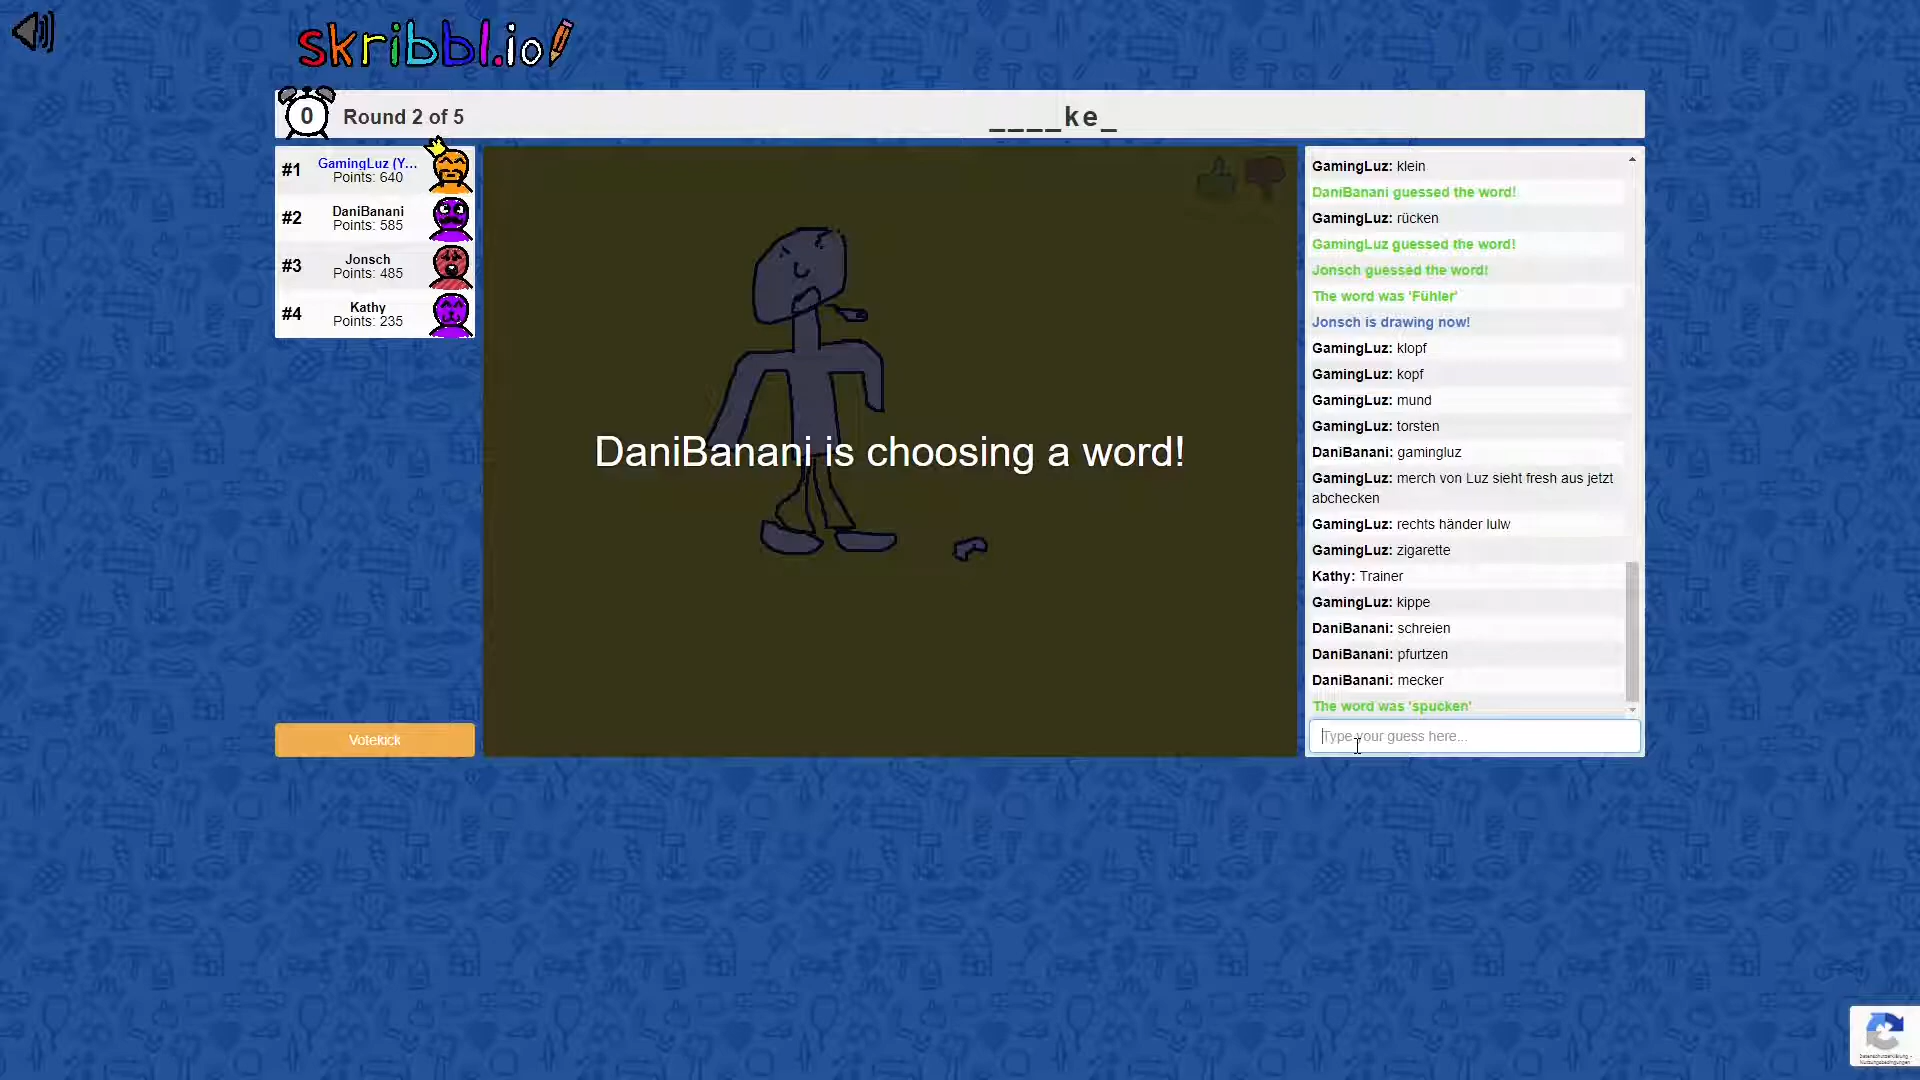 skribbl.io
0
Round 2 of 5
____ke_
#1
GamingLuz (Y...
Points: 640
#2
DaniBanani
Points: 585
#3
Jonsch
Points: 485
#4
Kathy
Points: 235
Votekick
DaniBanani is choosing a word!
GamingLuz: klein
DaniBanani guessed the word!
GamingLuz: rücken
GamingLuz guessed the word!
Jonsch guessed the word!
The word was 'Fühler'
Jonsch is drawing now!
GamingLuz: klopf
GamingLuz: kopf
GamingLuz: mund
GamingLuz: torsten
DaniBanani: gamingluz
GamingLuz: merch von Luz sieht fresh aus jetzt
abchecken
GamingLuz: rechts händer lulw
GamingLuz: zigarette
Kathy: Trainer
GamingLuz: kippe
DaniBanani: schreien
DaniBanani: pfurtzen
DaniBanani: mecker
The word was 'spucken'
Type your guess here...